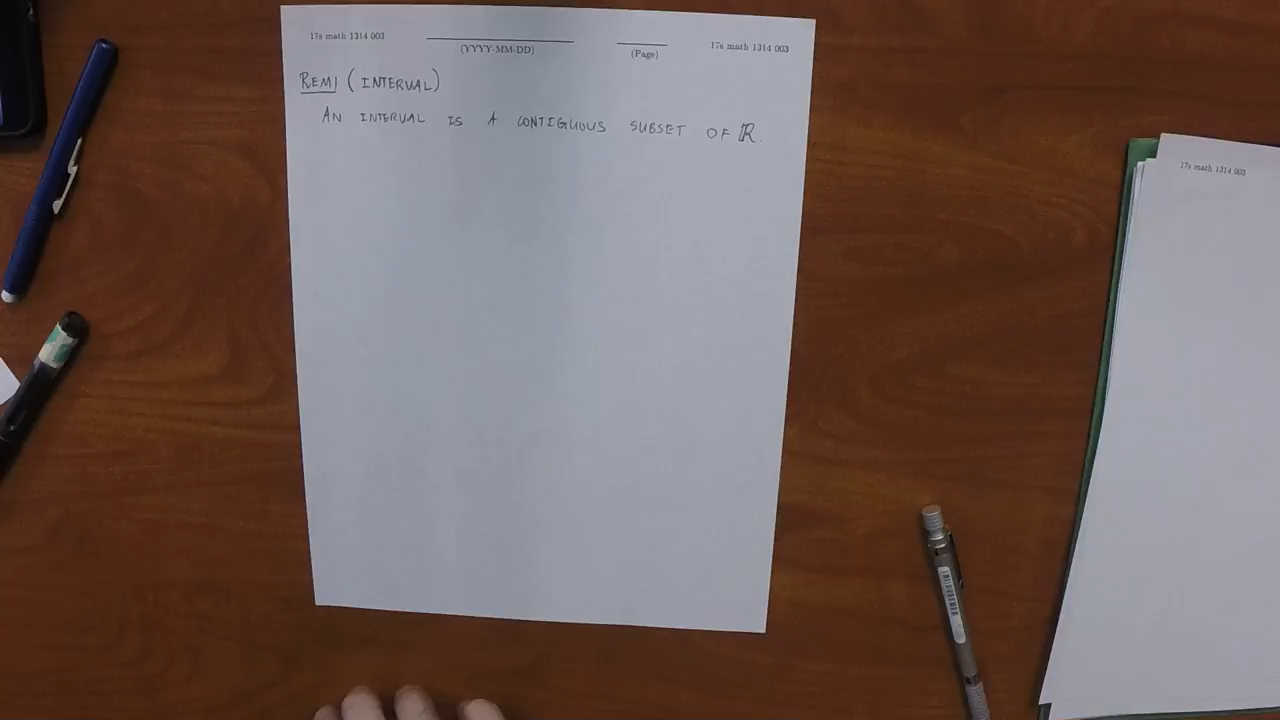 17s math 1314 003
(YYYY-MM-DD)
(Page)
17s math 1314 003
REM| (INTERVAL)
AN INTERVAL IS A CONTIGUOUS SUBSET OF ℝ.
17s math 1314 003